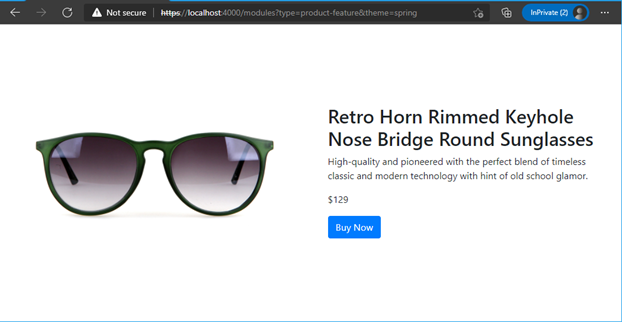 Not secure | https://localhost:4000/modules?type=product-feature&theme=spring
InPrivate (2)
Retro Horn Rimmed Keyhole
Nose Bridge Round Sunglasses
High-quality and pioneered with the perfect blend of timeless
classic and modern technology with hint of old school glamor.
$129
Buy Now